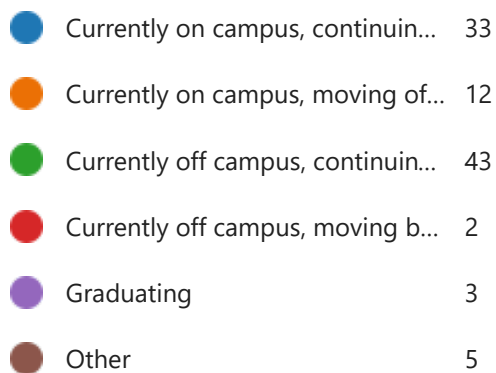 Currently on campus, continuin... 33
Currently on campus, moving of... 12
Currently off campus, continuin... 43
Currently off campus, moving b... 2
Graduating 3
Other 5